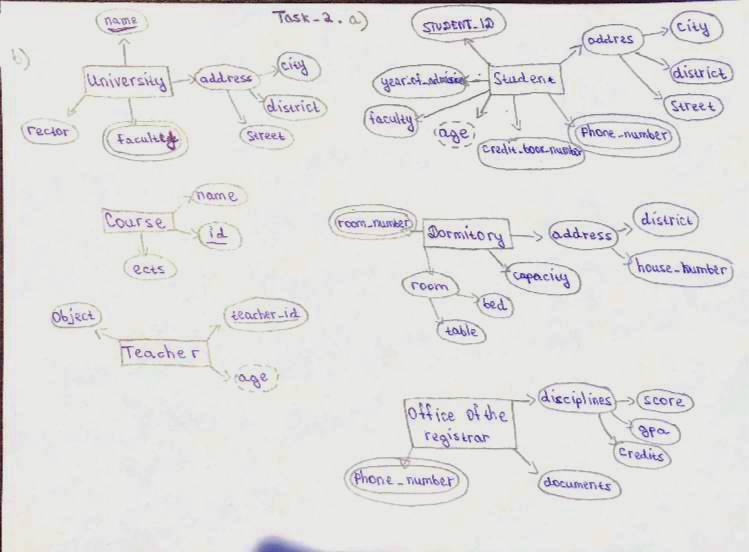 Task-2. a)
b)
name
University
address
city
district
street
rector
faculty
STUDENT_ID
Student
addres
city
district
Street
year_of_admission
faculty
age
credit_book_number
Phone_number
Course
name
id
ects
room_number
Dormitory
address
district
house_number
room
capacity
bed
table
Object
Teacher
teacher_id
age
Office of the
registrar
disciplines
score
gpa
Credits
Phone_number
documents